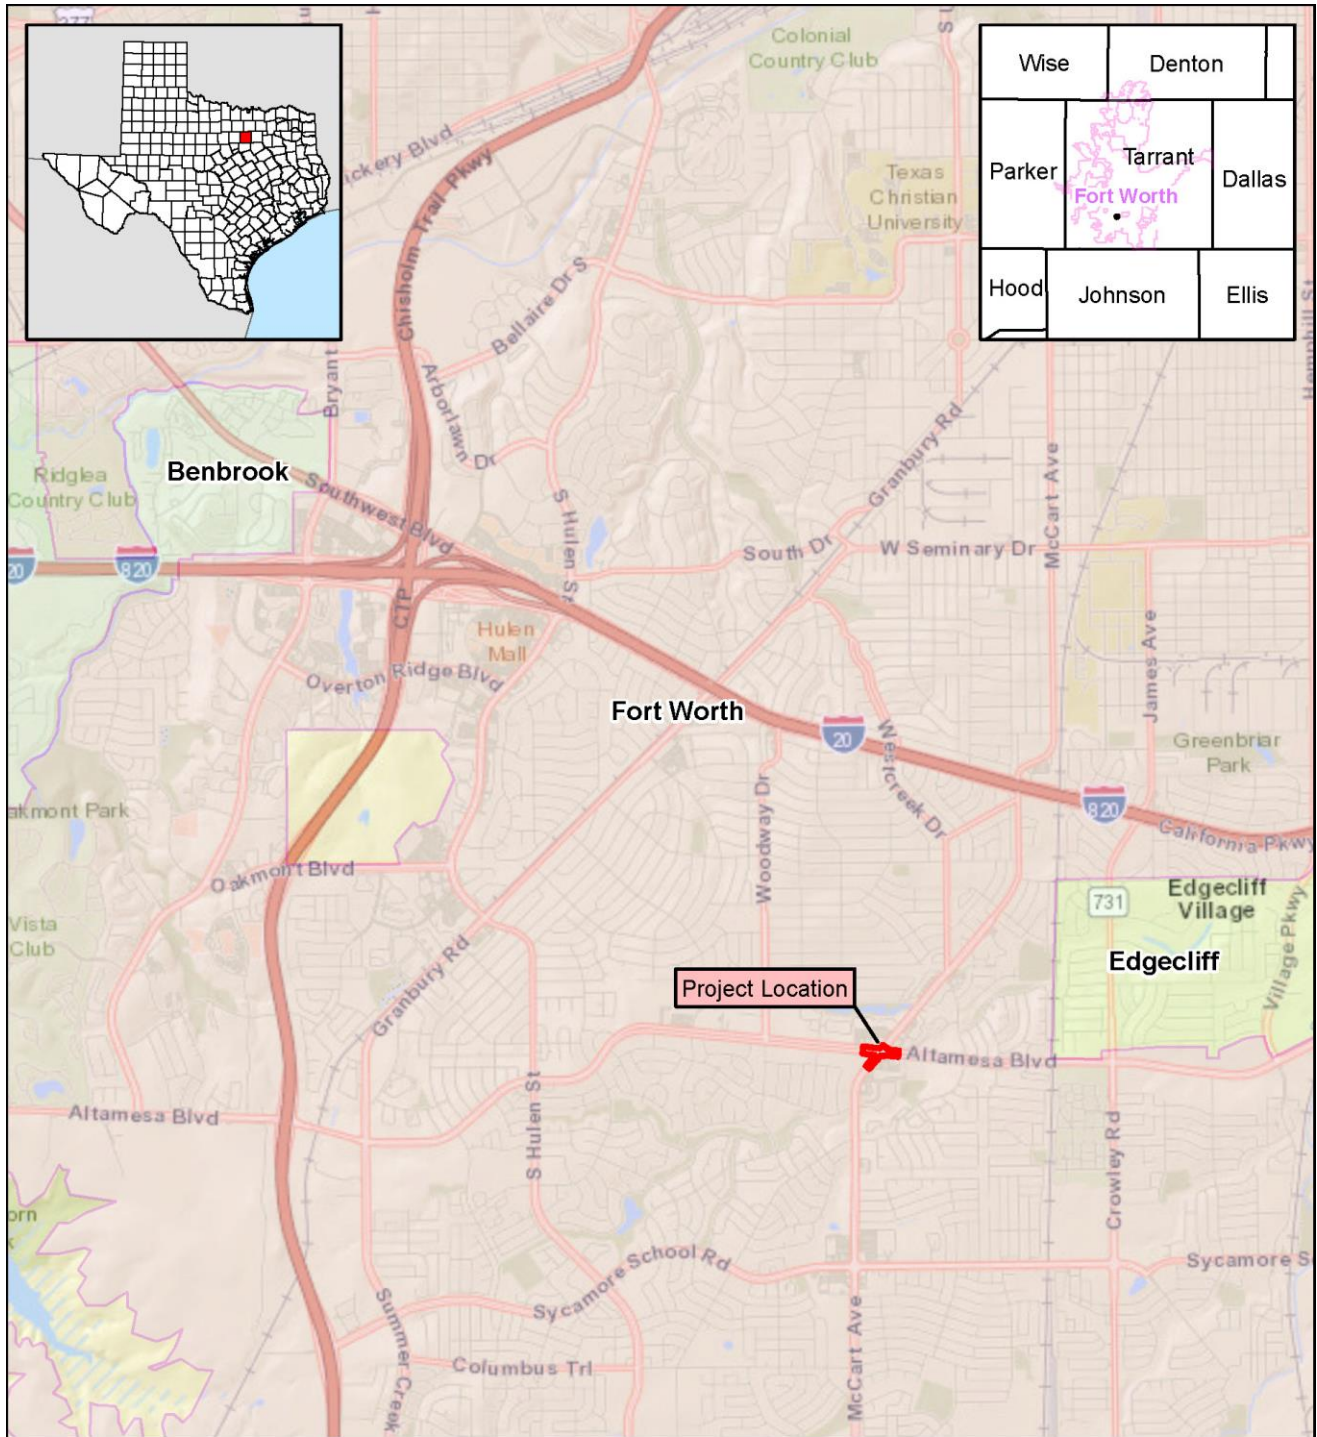 377
Colonial
Country Club
S U
Wise
Denton
Parker
Tarrant
Dallas
Fort Worth
Hood
Johnson
Ellis
ickery Blvd
Chisholm Trail Pkwy
Texas
Christian
University
Bellaire Dr S
Hemphill St
Bryant
Arborlawn Dr
Granbury Rd
McCart Ave
Benbrook
Ridglea
Country Club
Southwest Blvd
S Hulen St
South Dr
W Seminary Dr
20
820
CTP
Hulen
Mall
Overton Ridge Blvd
James Ave
Fort Worth
20
Westcreek Dr
Greenbriar
Park
Woodway Dr
akmont Park
820
California Pkwy
Oakmont Blvd
731
Edgecliff
Village
Village Pkwy
Vista
Club
Edgecliff
Granbury Rd
Project Location
Altamesa Blvd
Altamesa Blvd
S Hulen St
Crowley Rd
orn
k
Sycamore School Rd
Sycamore S
Summer Creek
Columbus Trl
McCart Ave